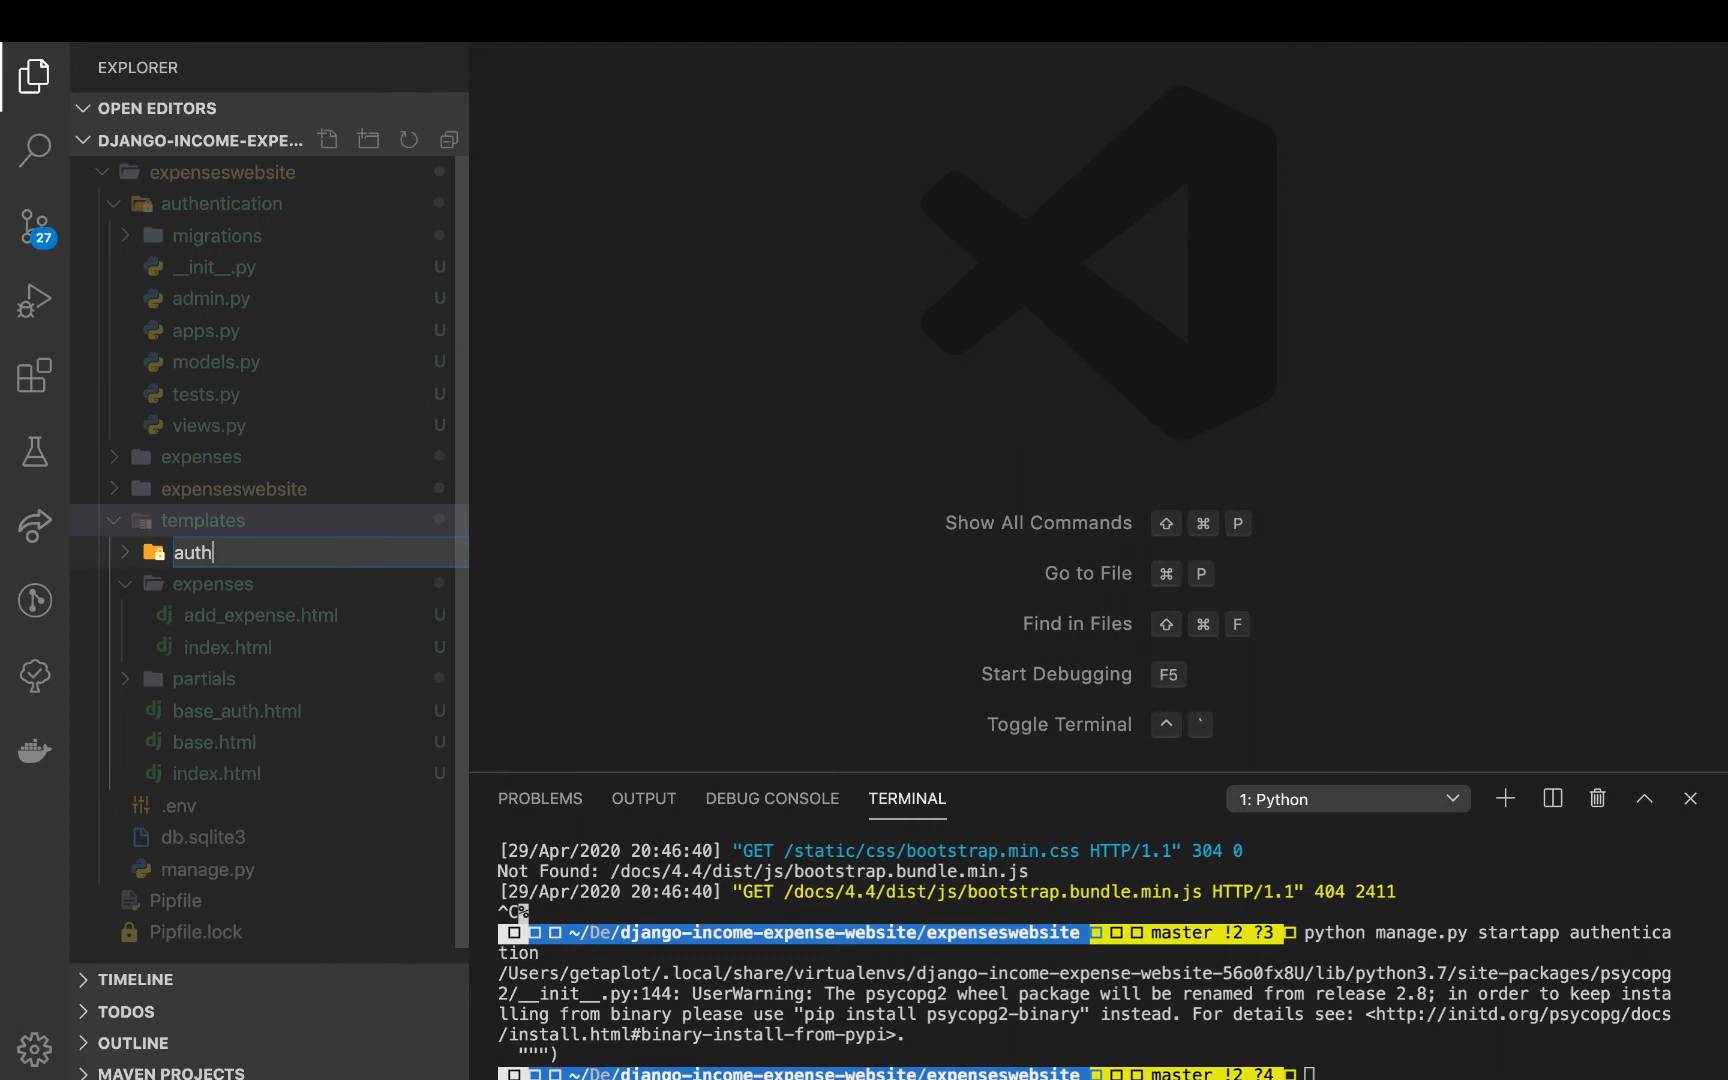 EXPLORER
OPEN EDITORS
DJANGO-INCOME-EXPE...
expenseswebsite
authentication
migrations
__init__.py U
admin.py U
apps.py U
models.py U
tests.py U
views.py U
expenses
expenseswebsite
templates
auth
expenses
add_expense.html U
index.html U
partials
base_auth.html U
base.html U
index.html U
.env
db.sqlite3
manage.py
Pipfile
Pipfile.lock
TIMELINE
TODOS
OUTLINE
MAVEN PROJECTS
27
Show All Commands ⇧ ⌘ P
Go to File ⌘ P
Find in Files ⇧ ⌘ F
Start Debugging F5
Toggle Terminal ^ `
PROBLEMS OUTPUT DEBUG CONSOLE TERMINAL 1: Python
[29/Apr/2020 20:46:40] "GET /static/css/bootstrap.min.css HTTP/1.1" 304 0
Not Found: /docs/4.4/dist/js/bootstrap.bundle.min.js
[29/Apr/2020 20:46:40] "GET /docs/4.4/dist/js/bootstrap.bundle.min.js HTTP/1.1" 404 2411
^C%
~/De/django-income-expense-website/expenseswebsite master !2 ?3 python manage.py startapp authentica
tion
/Users/getaplot/.local/share/virtualenvs/django-income-expense-website-56o0fx8U/lib/python3.7/site-packages/psycopg
2/__init__.py:144: UserWarning: The psycopg2 wheel package will be renamed from release 2.8; in order to keep insta
lling from binary please use "pip install psycopg2-binary" instead. For details see: <http://initd.org/psycopg/docs
/install.html#binary-install-from-pypi>.
""")
~/De/django-income-expense-website/expenseswebsite master !2 ?4